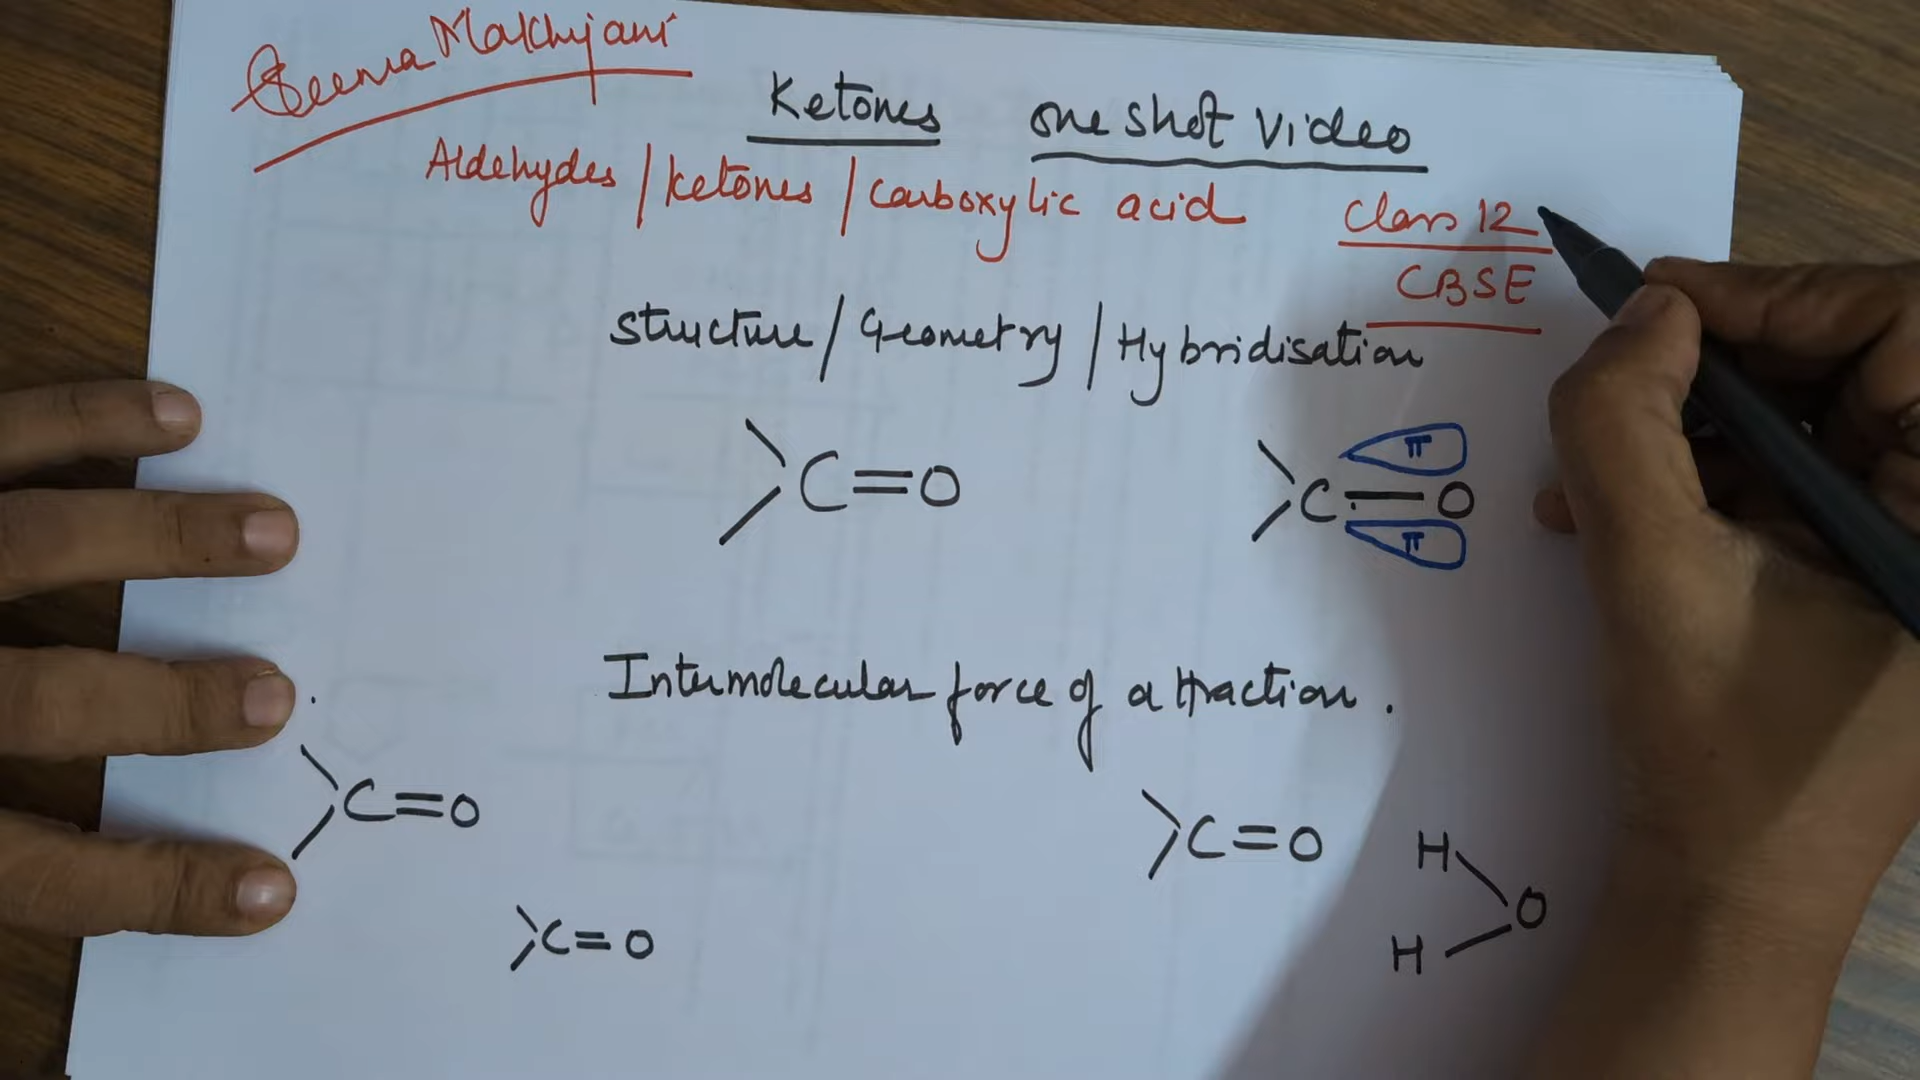 Seema Makhijani
Ketones one shot Video
Aldehydes / Ketones / Carboxylic acid
Class 12
CBSE
Structure / Geometry / Hybridisation
C=O
C-O
π
π
Intermolecular force of attraction.
C=O
C=O
C=O
H
O
H